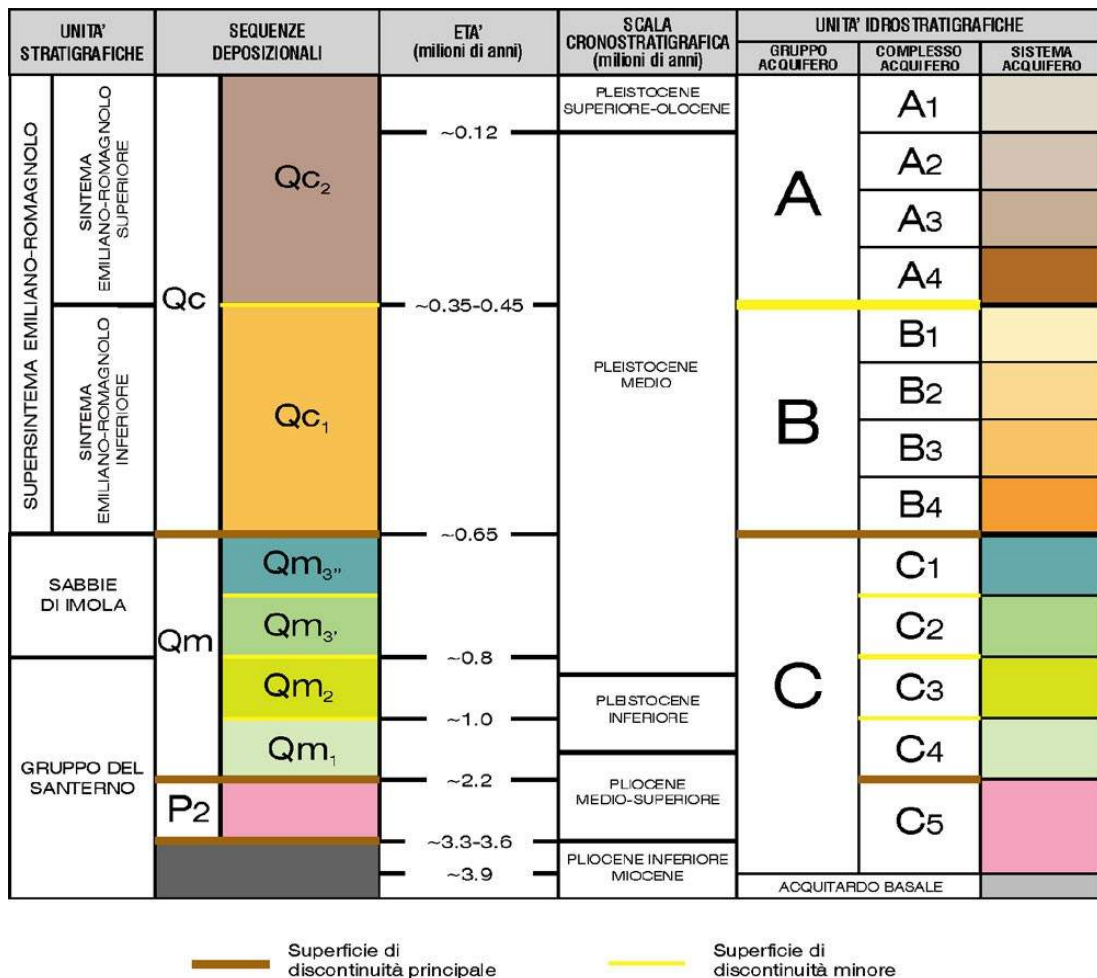 UNITA'
STRATIGRAFICHE
SEQUENZE
DEPOSIZIONALI
ETÀ
(milioni di anni)
SCALA
CRONOSTRATIGRAFICA
(milioni di anni)
UNITA' IDROSTRATIGRAFICHE
GRUPPO
ACQUIFERO
COMPLESSO
ACQUIFERO
SISTEMA
ACQUIFERO
SUPERSINTEMA EMILIANO-ROMAGNOLO
SINTEMA
EMILIANO-ROMAGNOLO
SUPERIORE
SINTEMA
EMILIANO-ROMAGNOLO
INFERIORE
SABBIE
DI IMOLA
GRUPPO DEL
SANTERNO
Qc
Qm
P2
Qc2
Qc1
Qm3"
Qm3'
Qm2
Qm1
~0.12
~0.35-0.45
~0.65
~0.8
~1.0
~2.2
~3.3-3.6
~3.9
PLEISTOCENE
SUPERIORE-OLOCENE
PLEISTOCENE
MEDIO
PLEISTOCENE
INFERIORE
PLIOCENE
MEDIO-SUPERIORE
PLIOCENE INFERIORE
MIOCENE
A
B
C
A1
A2
A3
A4
B1
B2
B3
B4
C1
C2
C3
C4
C5
ACQUITARDO BASALE
Superficie di
discontinuità principale
Superficie di
discontinuità minore